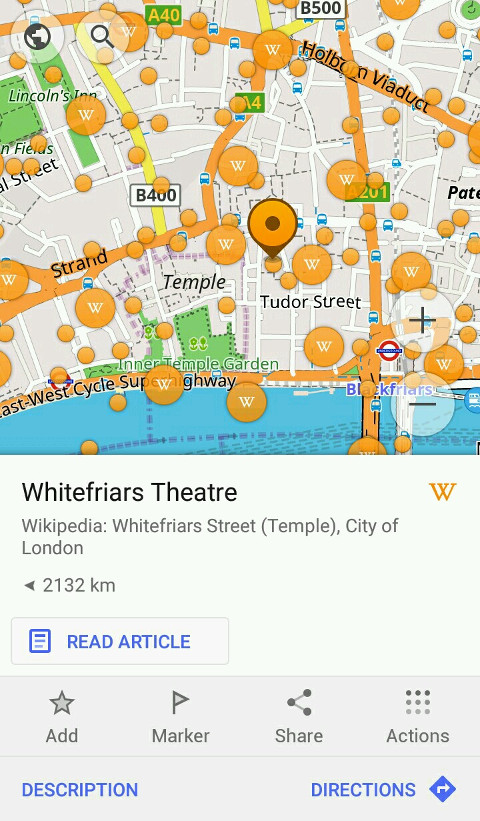 A40
B500
Holborn Viaduct
Lincoln's Inn
A4
n Fields
al Street
B400
A201
Pate
Strand
Temple
Tudor Street
Inner Temple Garden
East-West Cycle Superhighway
Blackfriars
Whitefriars Theatre
W
Wikipedia: Whitefriars Street (Temple), City of
London
2132 km
READ ARTICLE
Add
Marker
Share
Actions
DESCRIPTION
DIRECTIONS